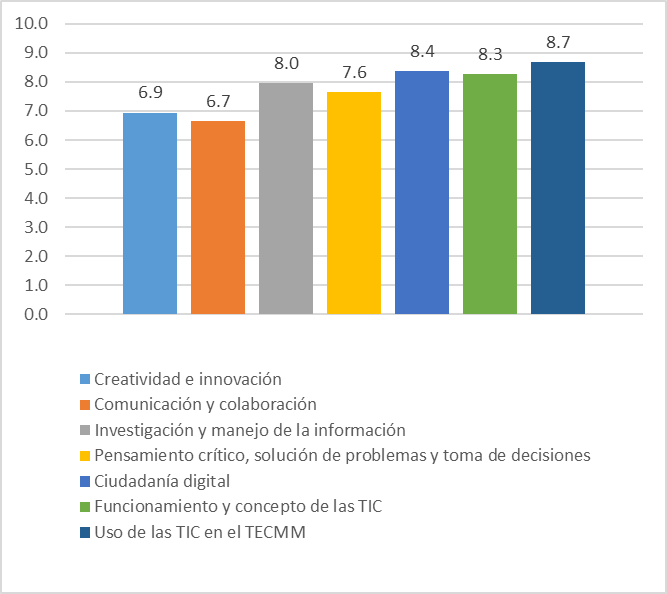 10.0
9.0
8.0
7.0
6.0
5.0
4.0
3.0
2.0
1.0
0.0
6.9
6.7
8.0
7.6
8.4
8.3
8.7
Creatividad e innovación
Comunicación y colaboración
Investigación y manejo de la información
Pensamiento crítico, solución de problemas y toma de decisiones
Ciudadanía digital
Funcionamiento y concepto de las TIC
Uso de las TIC en el TECMM